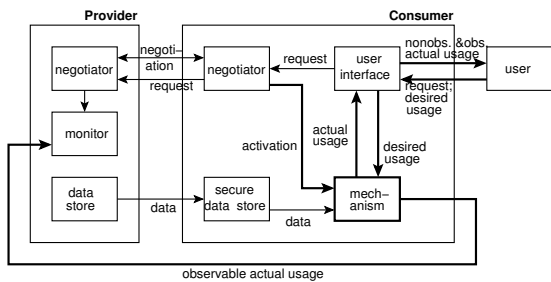 Provider
Consumer
negotiator
negoti–
ation
request
negotiator
request
user
interface
nonobs. &obs.
actual usage
request;
desired
usage
user
monitor
activation
actual
usage
desired
usage
data
store
data
secure
data store
data
mech–
anism
observable actual usage